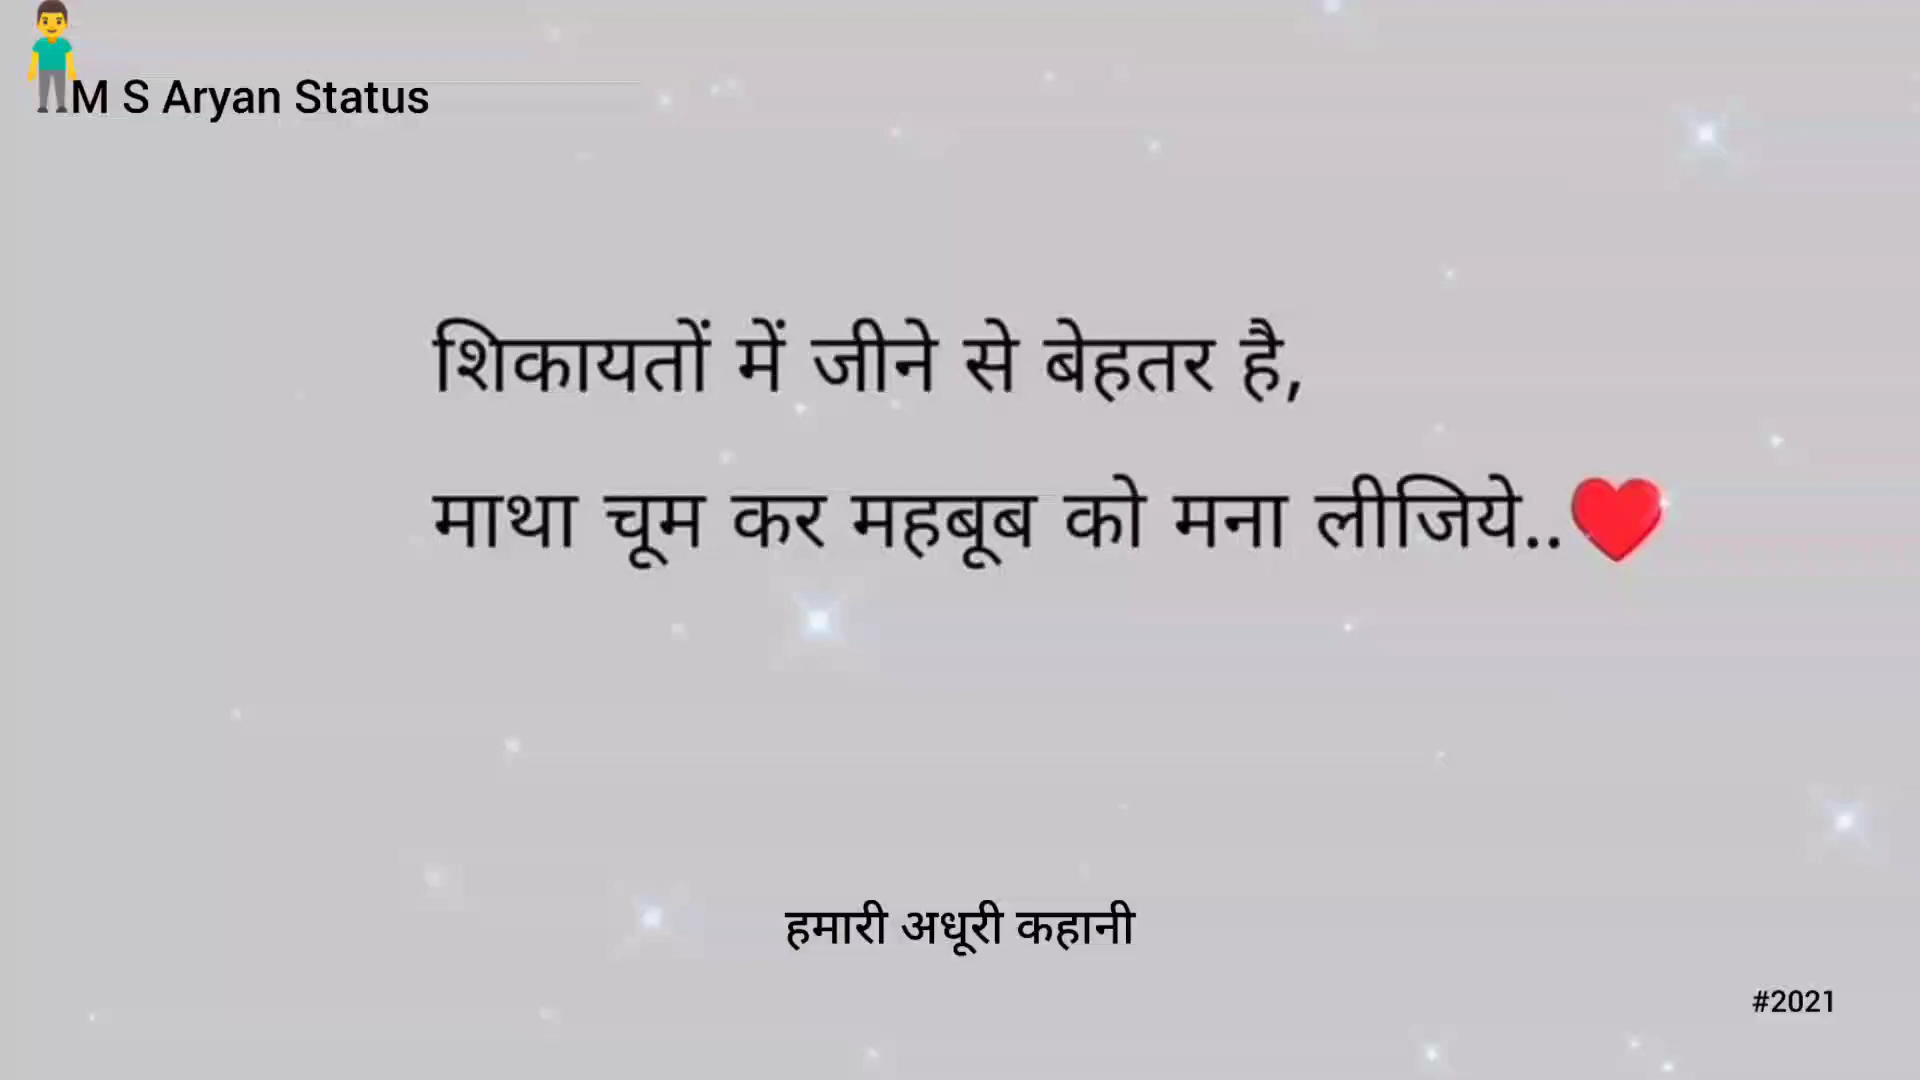 M S Aryan Status
शिकायतों में जीने से बेहतर है,
माथा चूम कर महबूब को मना लीजिये..❤️
हमारी अधूरी कहानी
#2021